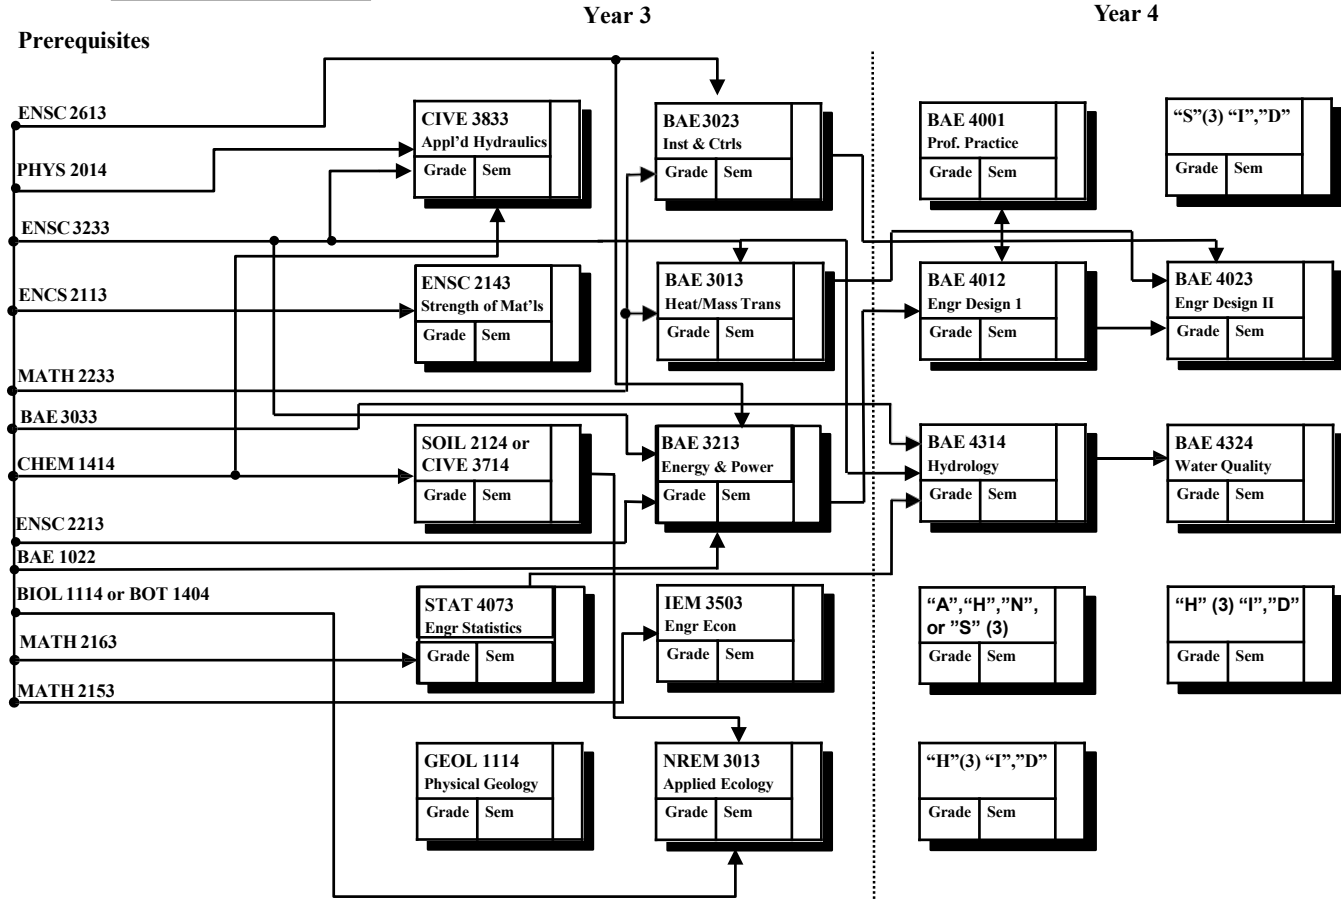 Year 3
Year 4
Prerequisites
ENSC 2613
PHYS 2014
ENSC 3233
ENCS 2113
MATH 2233
BAE 3033
CHEM 1414
ENSC 2213
BAE 1022
BIOL 1114 or BOT 1404
MATH 2163
MATH 2153
CIVE 3833
Appl'd Hydraulics
Grade Sem
ENSC 2143
Strength of Mat'ls
Grade Sem
SOIL 2124 or
CIVE 3714
Grade Sem
STAT 4073
Engr Statistics
Grade Sem
GEOL 1114
Physical Geology
Grade Sem
BAE3023
Inst & Ctrls
Grade Sem
BAE 3013
Heat/Mass Trans
Grade Sem
BAE 3213
Energy & Power
Grade Sem
IEM 3503
Engr Econ
Grade Sem
NREM 3013
Applied Ecology
Grade Sem
BAE 4001
Prof. Practice
Grade Sem
BAE 4012
Engr Design 1
Grade Sem
BAE 4314
Hydrology
Grade Sem
“A”,“H”,”N”,
or ”S” (3)
Grade Sem
“H”(3) “I”,”D”
Grade Sem
“S”(3) “I”,”D”
Grade Sem
BAE 4023
Engr Design II
Grade Sem
BAE 4324
Water Quality
Grade Sem
“H” (3) “I”,”D”
Grade Sem